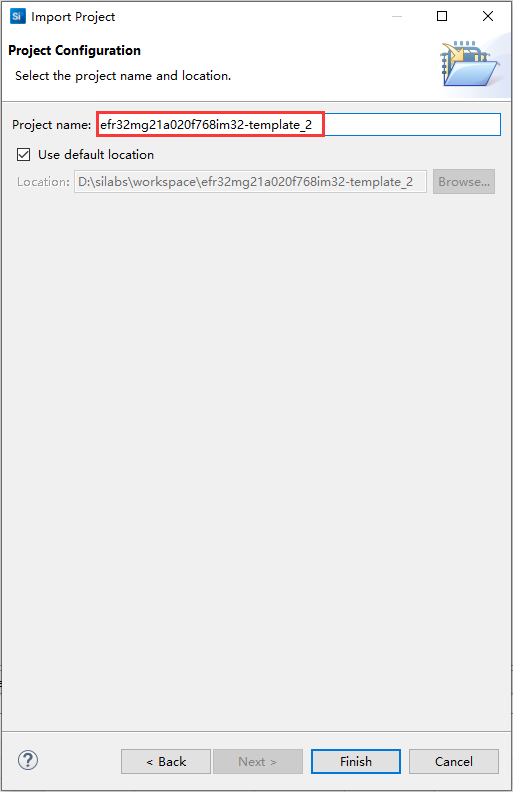 Si Import Project
Project Configuration
Select the project name and location.
Project name: efr32mg21a020f768im32-template_2
Use default location
Location: D:\silabs\workspace\efr32mg21a020f768im32-template_2 Browse...
? < Back Next > Finish Cancel